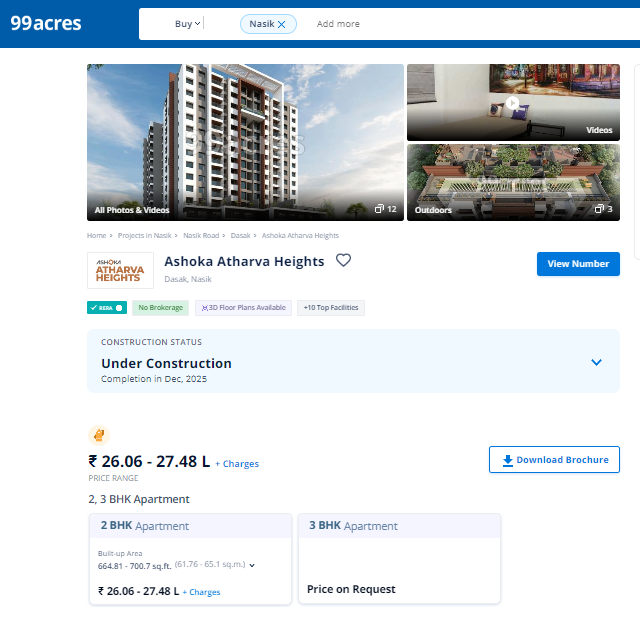 99acres
Buy
Nasik
Add more
All Photos & Videos
12
Videos
Outdoors
3
Home > Projects in Nasik > Nasik Road > Dasak > Ashoka Atharva Heights
ASHOKA
ATHARVA
HEIGHTS
Ashoka Atharva Heights
Dasak, Nasik
View Number
RERA
No Brokerage
3D Floor Plans Available
+10 Top Facilities
CONSTRUCTION STATUS
Under Construction
Completion in Dec, 2025
₹ 26.06 - 27.48 L + Charges
PRICE RANGE
Download Brochure
2, 3 BHK Apartment
2 BHK Apartment
Built-up Area
664.81 - 700.7 sq.ft. (61.76 - 65.1 sq.m.)
₹ 26.06 - 27.48 L + Charges
3 BHK Apartment
Price on Request